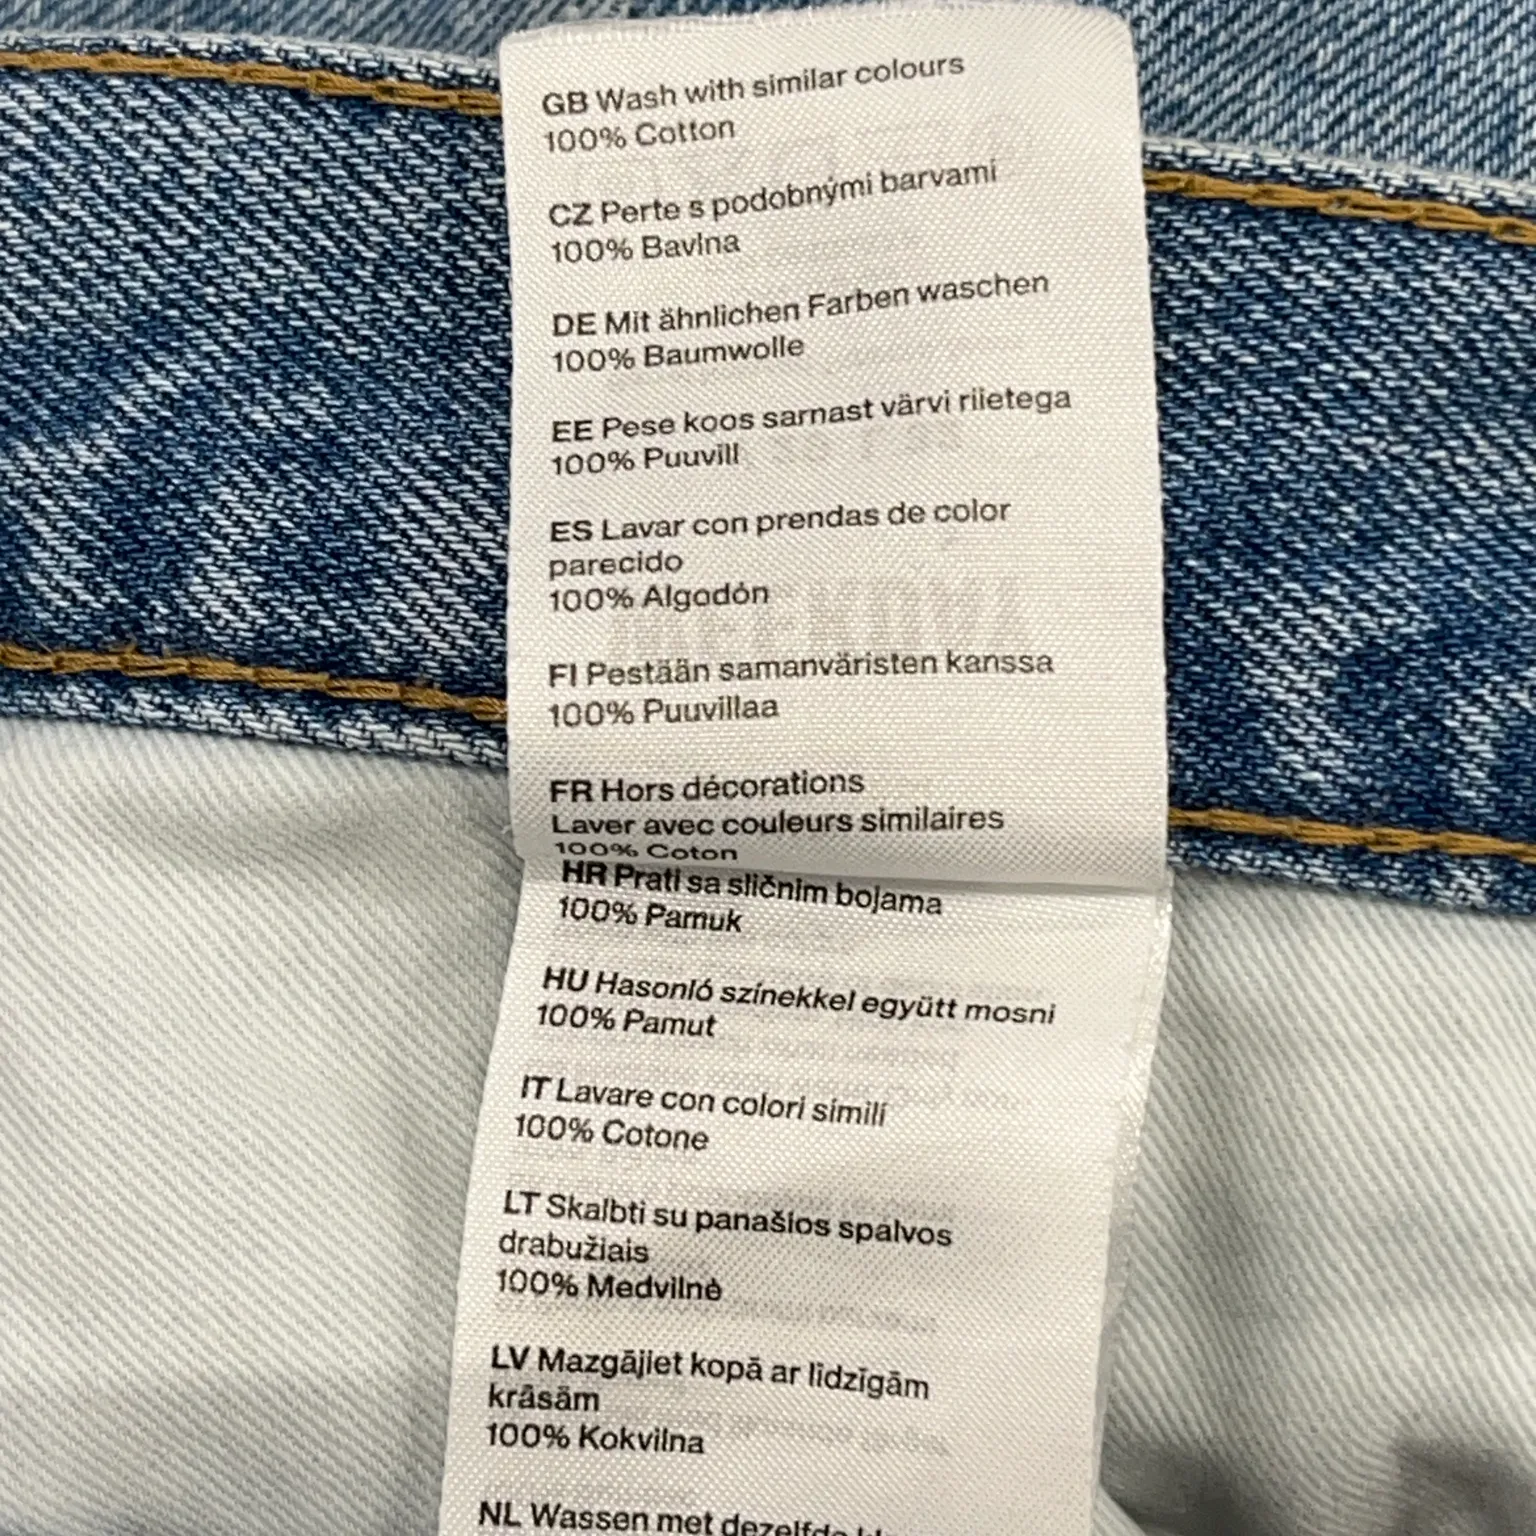 GB Wash with similar colours
100% Cotton
CZ Perte s podobnými barvami
100% Bavlna
DE Mit ähnlichen Farben waschen
100% Baumwolle
EE Pese koos sarnast värvi riietega
100% Puuvill
ES Lavar con prendas de color
parecido
100% Algodón
FI Pestään samanväristen kanssa
100% Puuvillaa
FR Hors décorations
Laver avec couleurs similaires
100% Coton
HR Prati sa sličnim bojama
100% Pamuk
HU Hasonló színekkel együtt mosni
100% Pamut
IT Lavare con colori simili
100% Cotone
LT Skalbti su panašios spalvos
drabužiais
100% Medvilnė
LV Mazgājiet kopā ar līdzīgām
krāsām
100% Kokvilna
NL Wassen met dezelfde